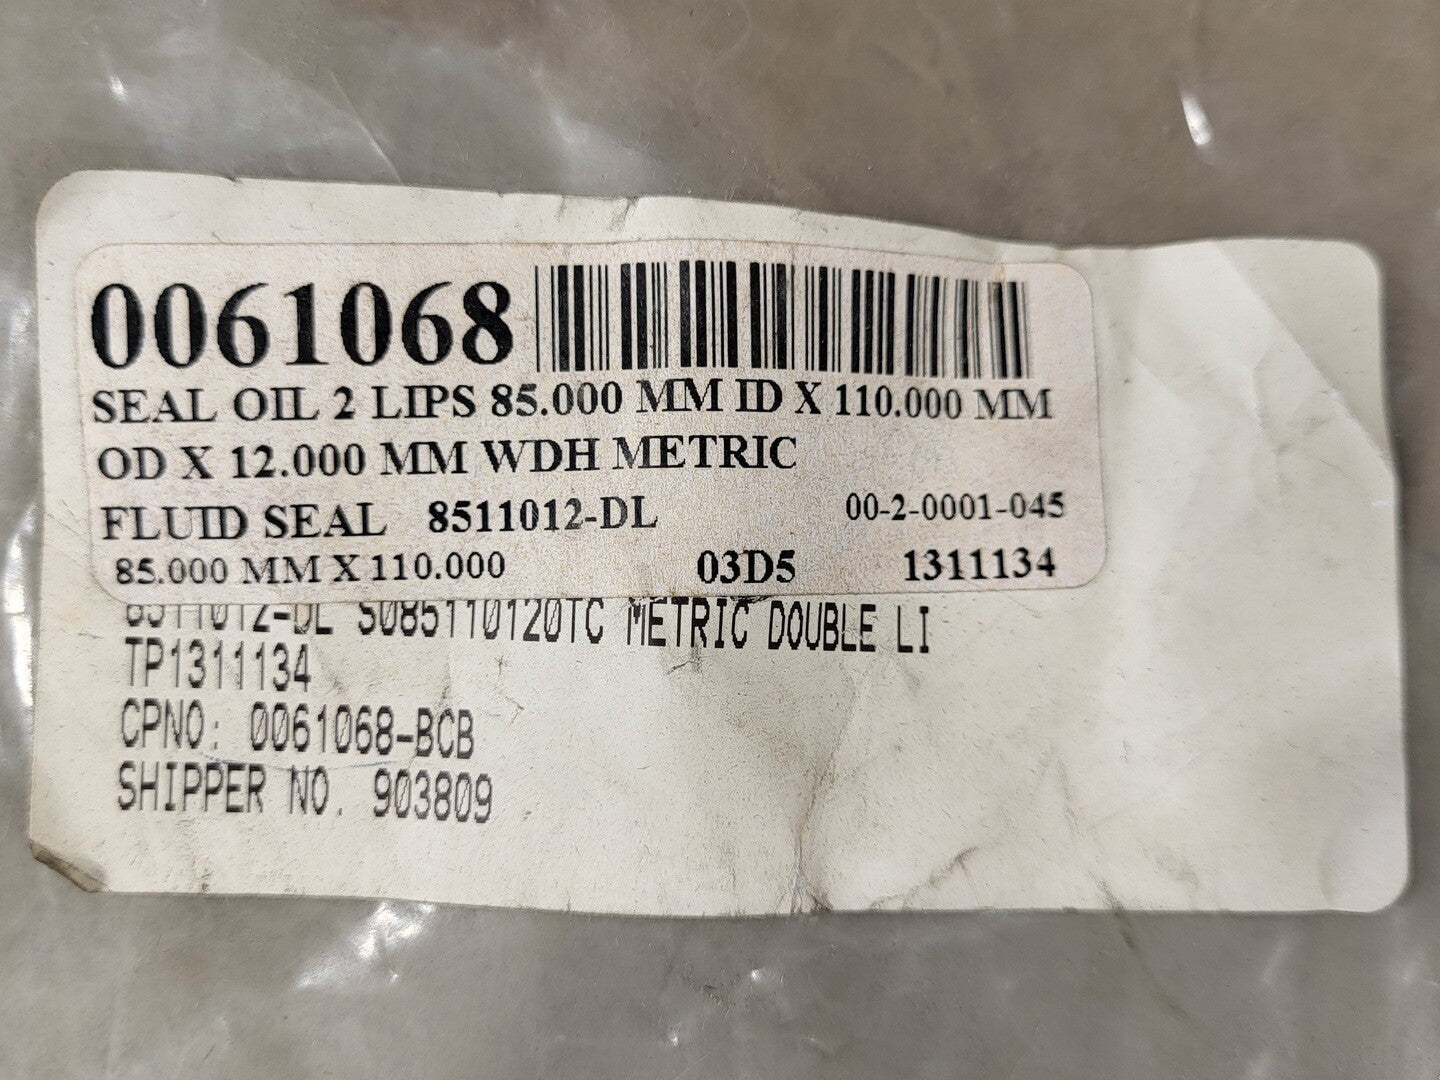 0061068
SEAL OIL 2 LIPS 85.000 MM ID X 110.000 MM
OD X 12.000 MM WDH METRIC
FLUID SEAL 8511012-DL 00-2-0001-045
85.000 MM X 110.000 03D5 1311134
8511012-DL S085110120TC METRIC DOUBLE LI
TP1311134
CPNO: 0061068-BCB
SHIPPER NO. 903809